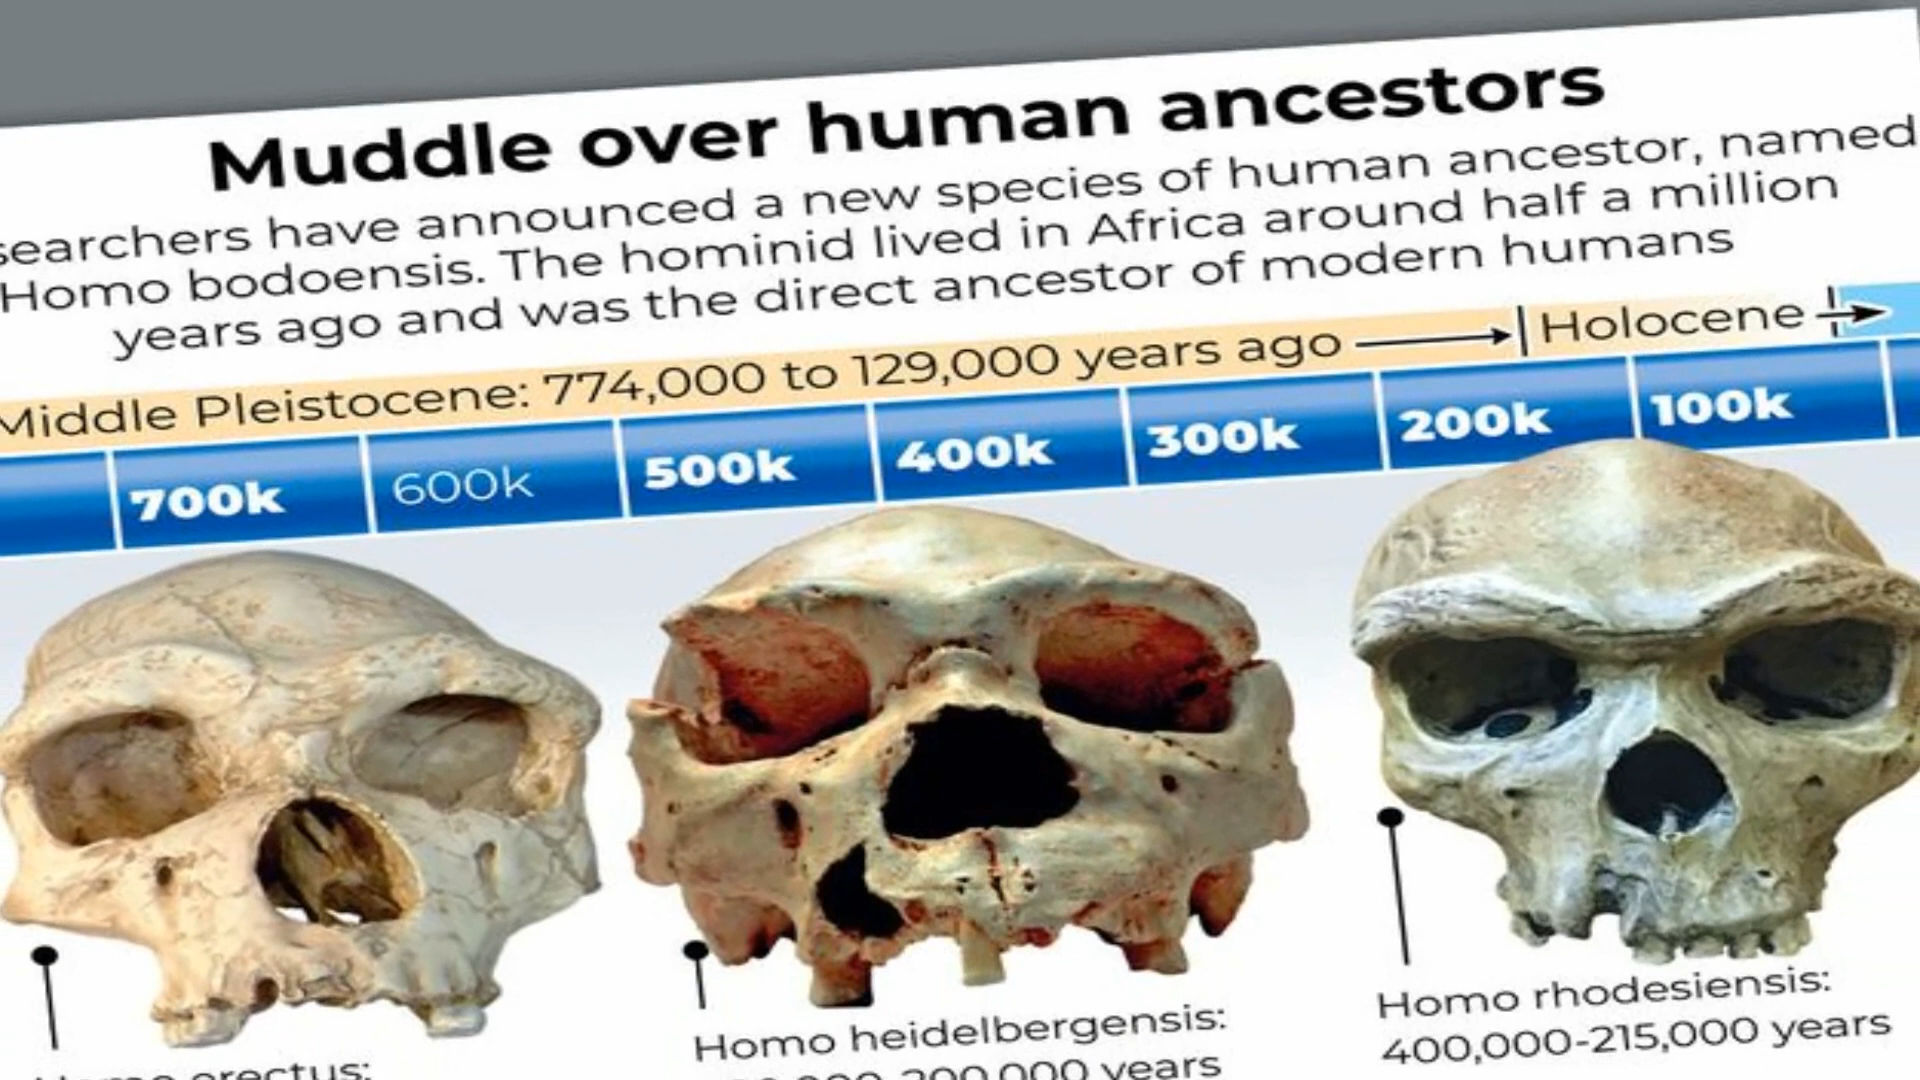 Muddle over human ancestors
have announced a new species of human ancestor, named
Homo bodoensis. The hominid lived in Africa around half a million
years ago and was the direct ancestor of modern humans
Middle Pleistocene: 774,000 to 129,000 years ago Holocene
700k 600k 500k 400k 300k 200k 100k
Homo rhodesiensis:
400,000-215,000 years
Homo heidelbergensis:
years
erectus: